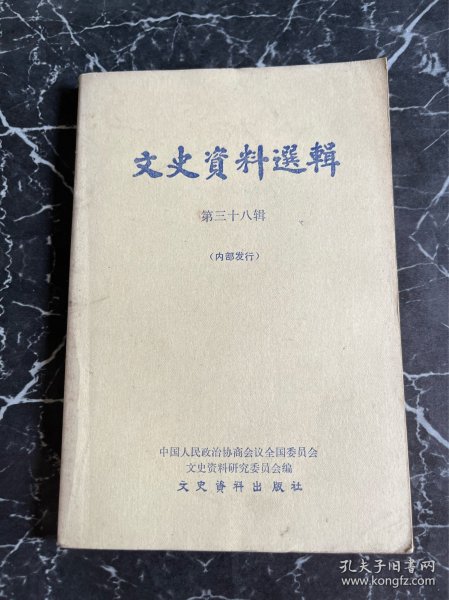 文史資料選輯
第三十八辑
（内部发行）
中国人民政治协商会议全国委员会
文史资料研究委员会编
文史资料出版社
孔夫子旧书网
www.kongfz.com